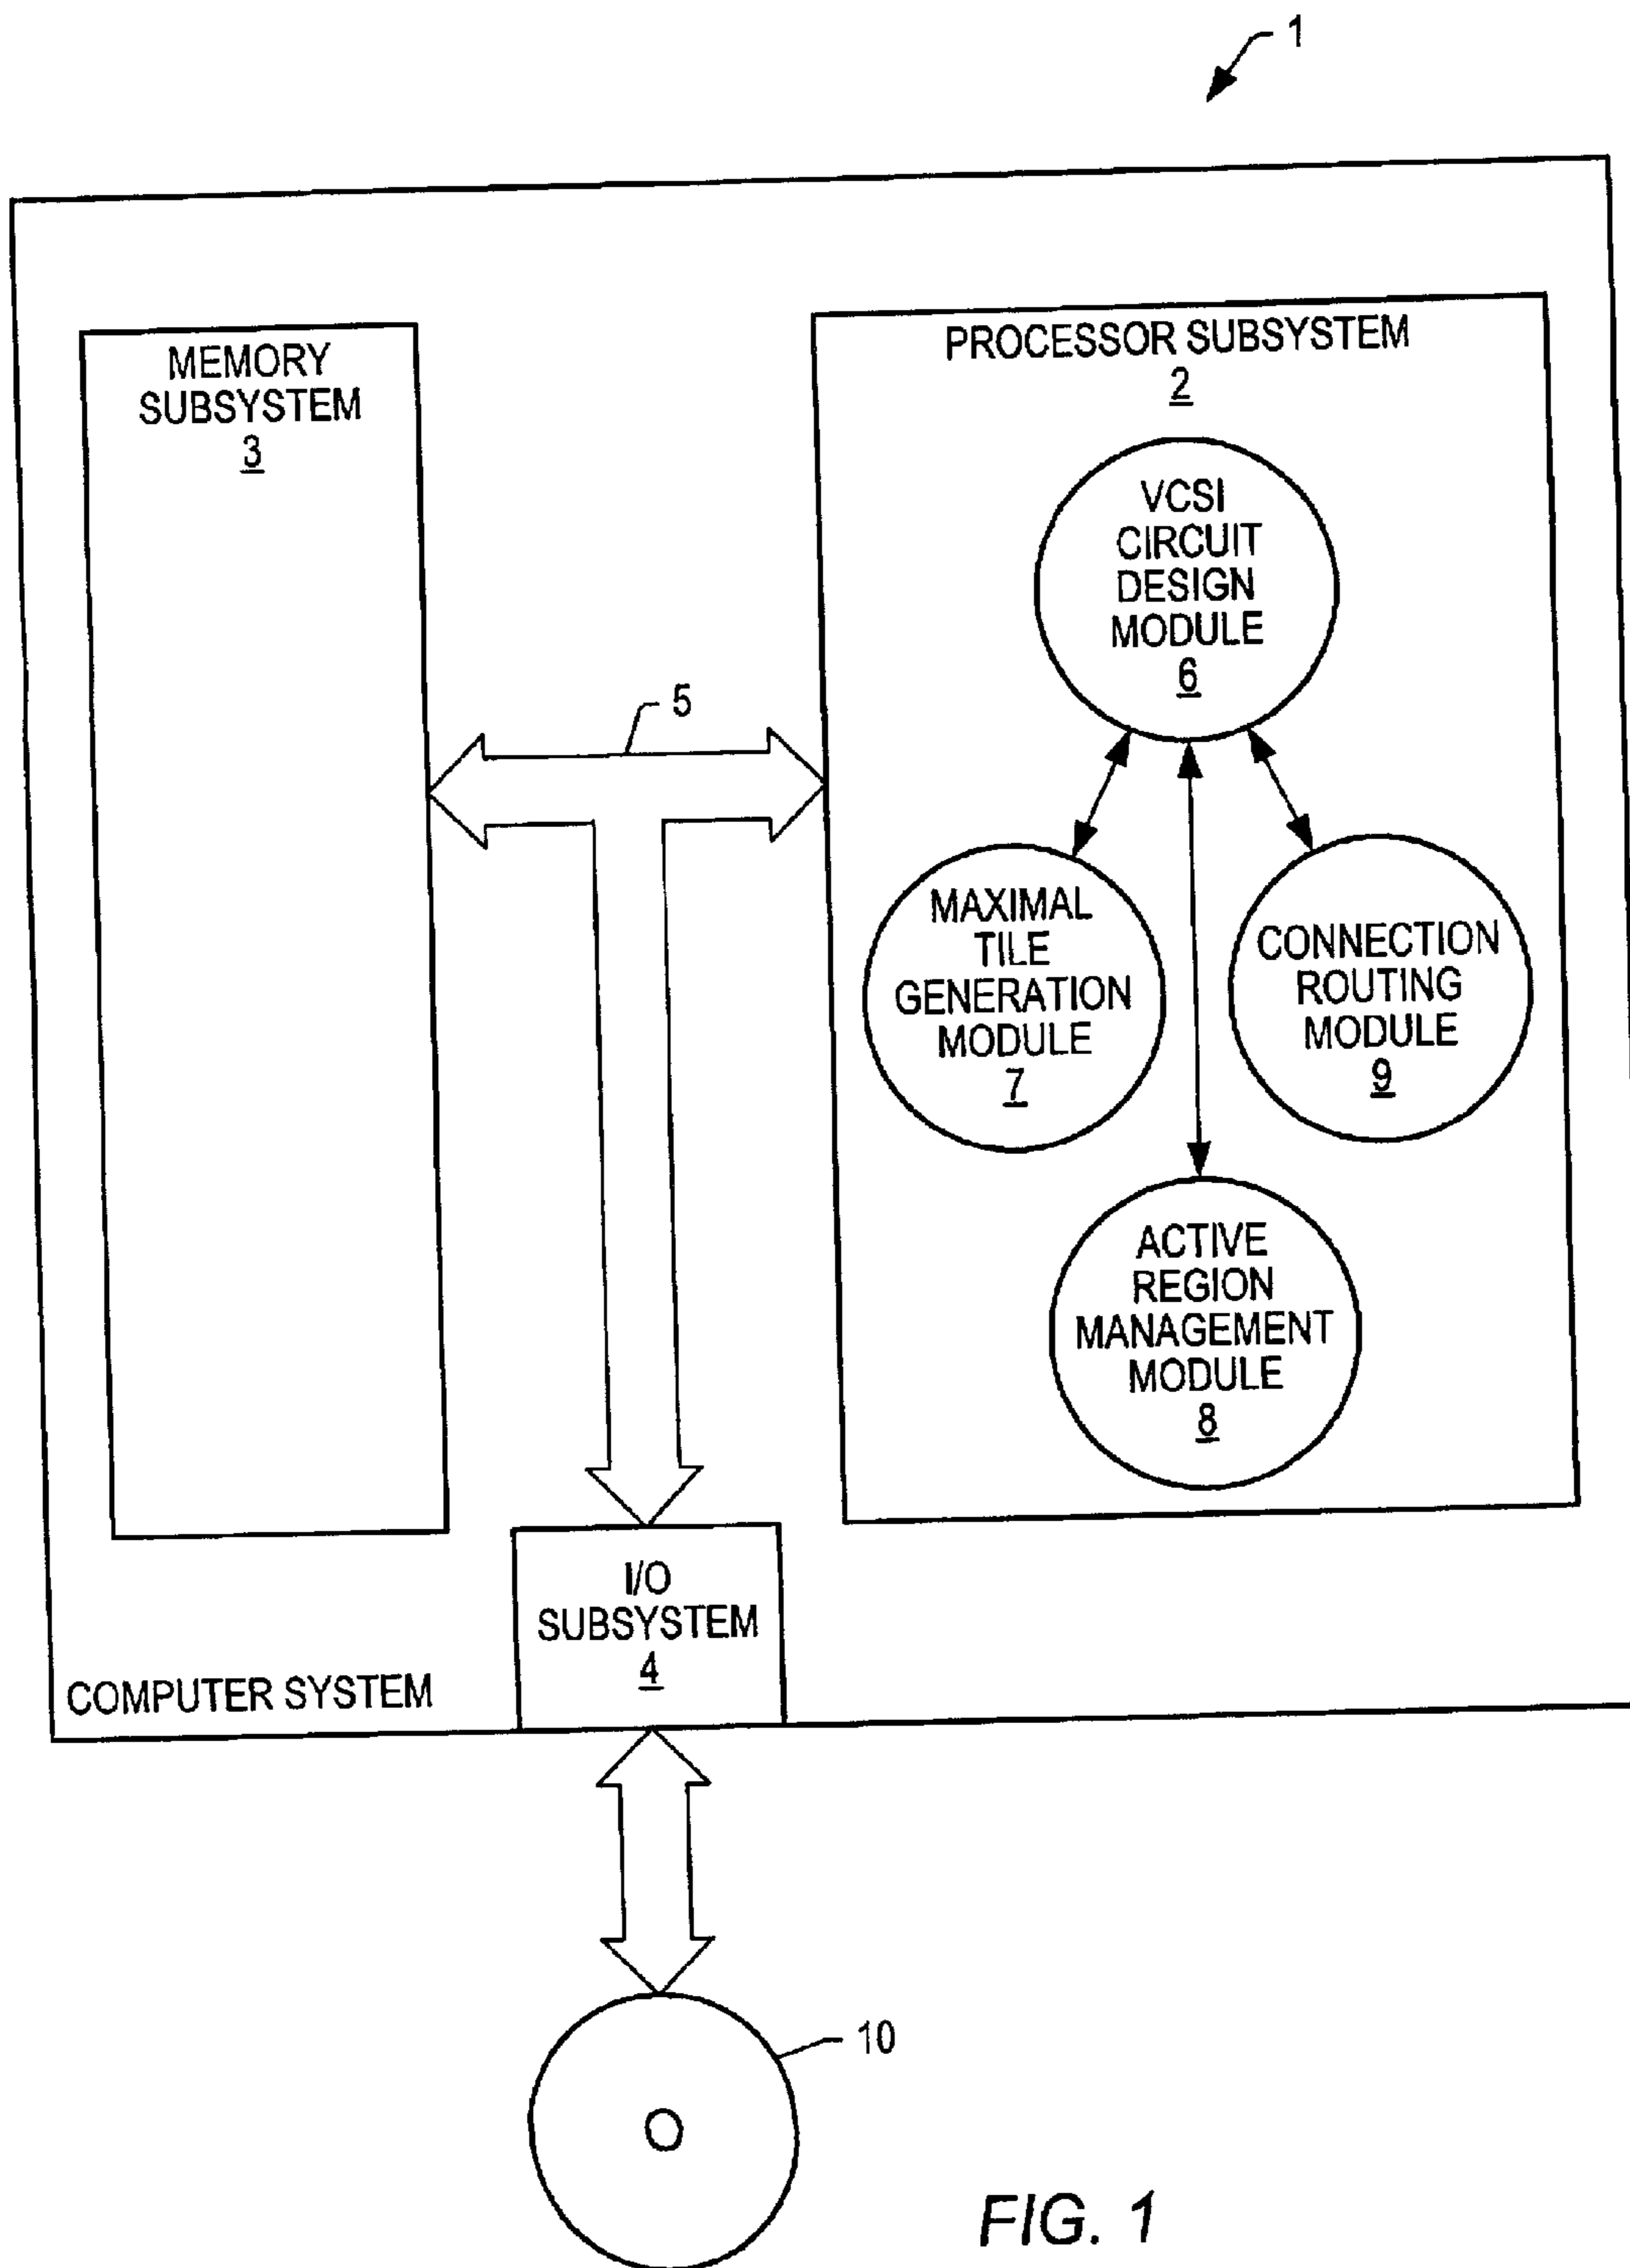 1
MEMORY
SUBSYSTEM
3
PROCESSOR SUBSYSTEM
2
VCSI
CIRCUIT
DESIGN
MODULE
6
5
MAXIMAL
TILE
GENERATION
MODULE
7
CONNECTION
ROUTING
MODULE
9
ACTIVE
REGION
MANAGEMENT
MODULE
8
I/O
SUBSYSTEM
4
COMPUTER SYSTEM
10
FIG. 1